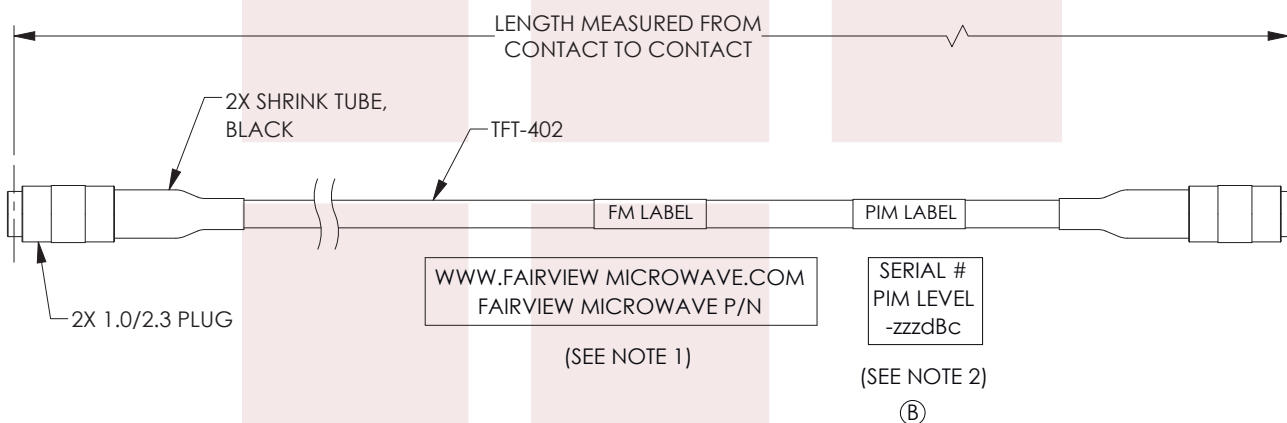 LENGTH MEASURED FROM
CONTACT TO CONTACT
2X SHRINK TUBE,
BLACK
TFT-402
FM LABEL
PIM LABEL
2X 1.0/2.3 PLUG
WWW.FAIRVIEW MICROWAVE.COM
FAIRVIEW MICROWAVE P/N
(SEE NOTE 1)
SERIAL #
PIM LEVEL
-zzzdBc
(SEE NOTE 2)
B